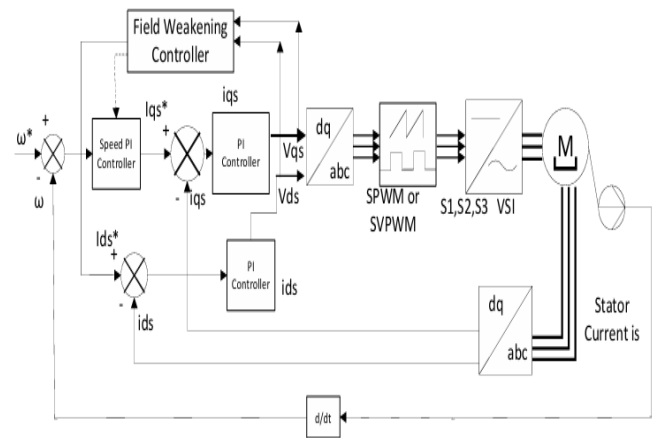 Field Weakening
Controller
iqs
Iqs*
+
+
ω*
Speed PI
Controller
PI
Controller
Vqs
dq
abc
SPWM or
SVPWM
S1,S2,S3 VSI
M
-
ω
-
iqs
Vds
Ids*
+
-
ids
PI
Controller
ids
dq
abc
Stator
Current is
d/dt